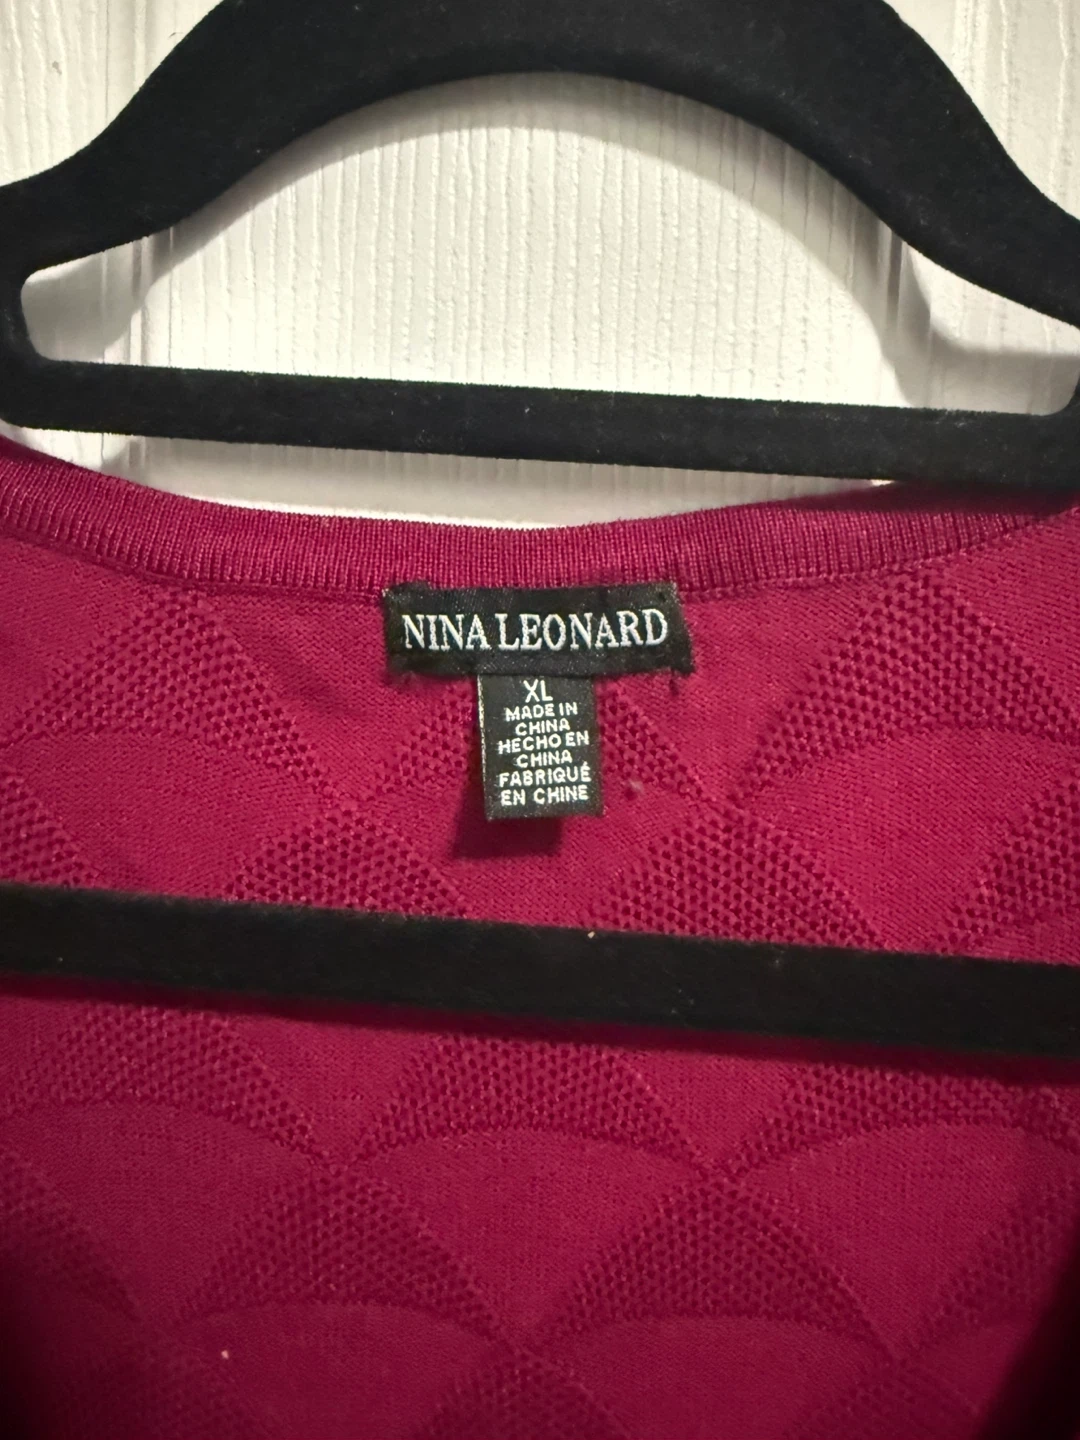 NINA LEONARD
XL
MADE IN
CHINA
HECHO EN
CHINA
FABRIQUÉ
EN CHINE